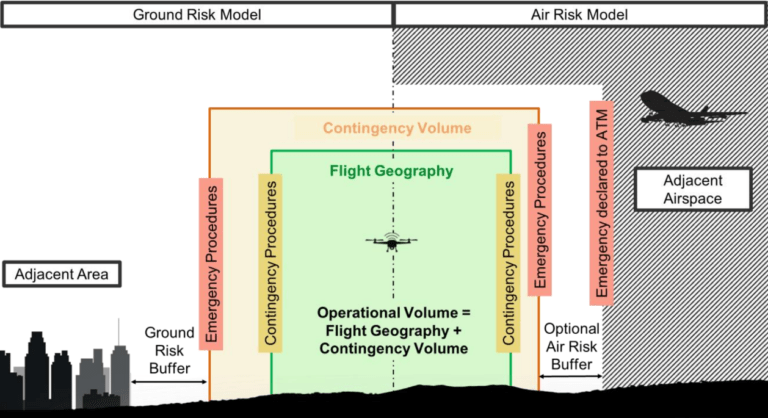 Ground Risk Model
Air Risk Model
Contingency Volume
Flight Geography
Emergency Procedures
Contingency Procedures
Contingency Procedures
Emergency Procedures
Emergency declared to ATM
Adjacent
Airspace
Adjacent Area
Operational Volume =
Flight Geography +
Contingency Volume
Ground
Risk
Buffer
Optional
Air Risk
Buffer